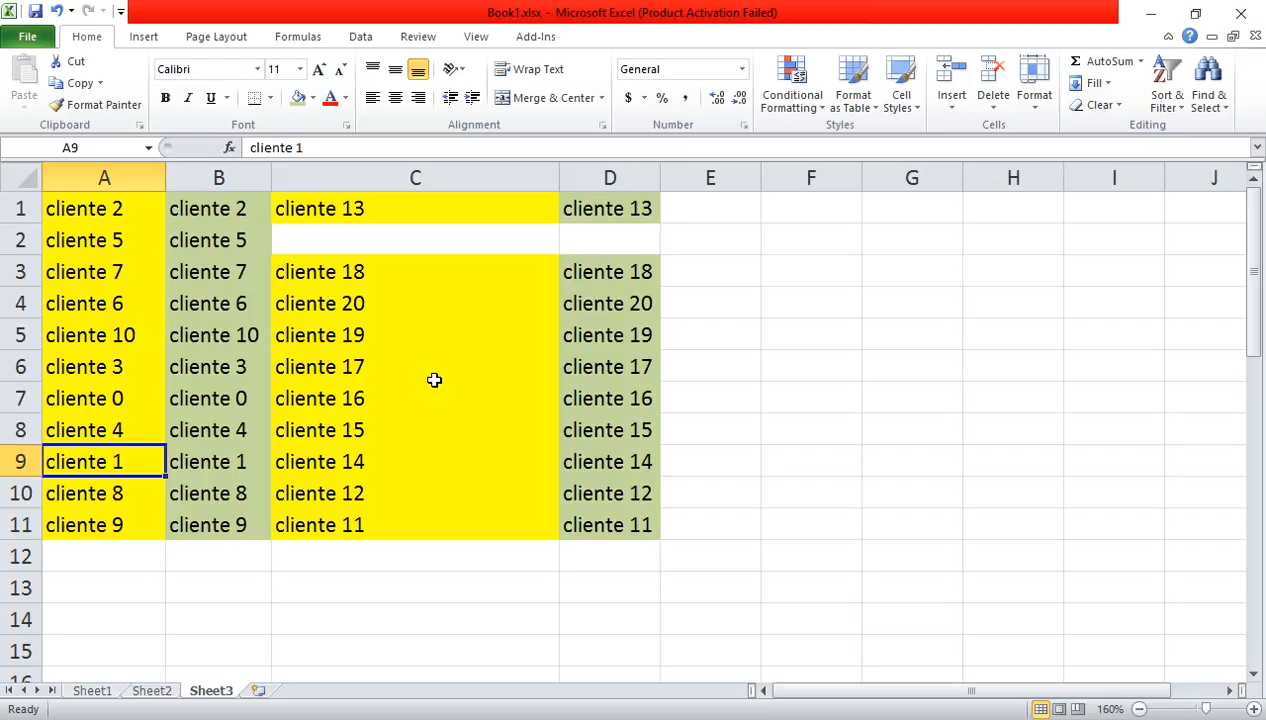 Book1.xlsx - Microsoft Excel (Product Activation Failed)
File Home Insert Page Layout Formulas Data Review View Add-Ins
Paste
Cut
Copy
Format Painter
Clipboard
Calibri 11
B I U
Font
Wrap Text
Merge & Center
Alignment
General
$ % ,
Number
Conditional Formatting
Format as Table
Cell Styles
Styles
Insert
Delete
Format
Cells
AutoSum
Fill
Clear
Sort & Filter
Find & Select
Editing
A9 fx cliente 1
A B C D E F G H I J
1 cliente 2 cliente 2 cliente 13 cliente 13
2 cliente 5 cliente 5
3 cliente 7 cliente 7 cliente 18 cliente 18
4 cliente 6 cliente 6 cliente 20 cliente 20
5 cliente 10 cliente 10 cliente 19 cliente 19
6 cliente 3 cliente 3 cliente 17 cliente 17
7 cliente 0 cliente 0 cliente 16 cliente 16
8 cliente 4 cliente 4 cliente 15 cliente 15
9 cliente 1 cliente 1 cliente 14 cliente 14
10 cliente 8 cliente 8 cliente 12 cliente 12
11 cliente 9 cliente 9 cliente 11 cliente 11
12
13
14
15
16
Sheet1 Sheet2 Sheet3
Ready 160%